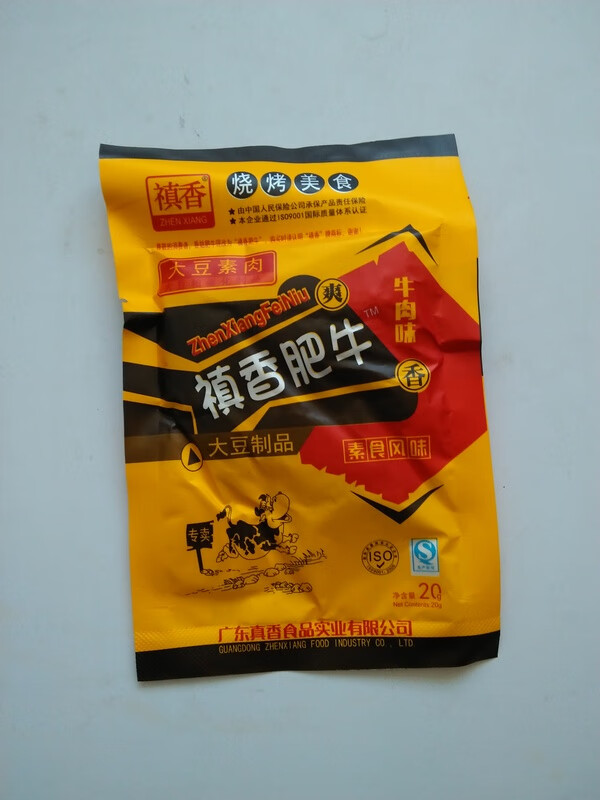 禛香®
ZHEN XIANG
烧烤美食
★由中国人民保险公司承保产品责任保险
★本企业通过ISO9001国际质量体系认证
大豆素肉
ZhenXiangFeiNiu
爽
牛肉味
禛香肥牛™
香
大豆制品
素食风味
专卖
ISO
净含量 20g
Net Contents: 20g
广东真香食品实业有限公司
GUANGDONG ZHENXIANG FOOD INDUSTRY CO., LTD